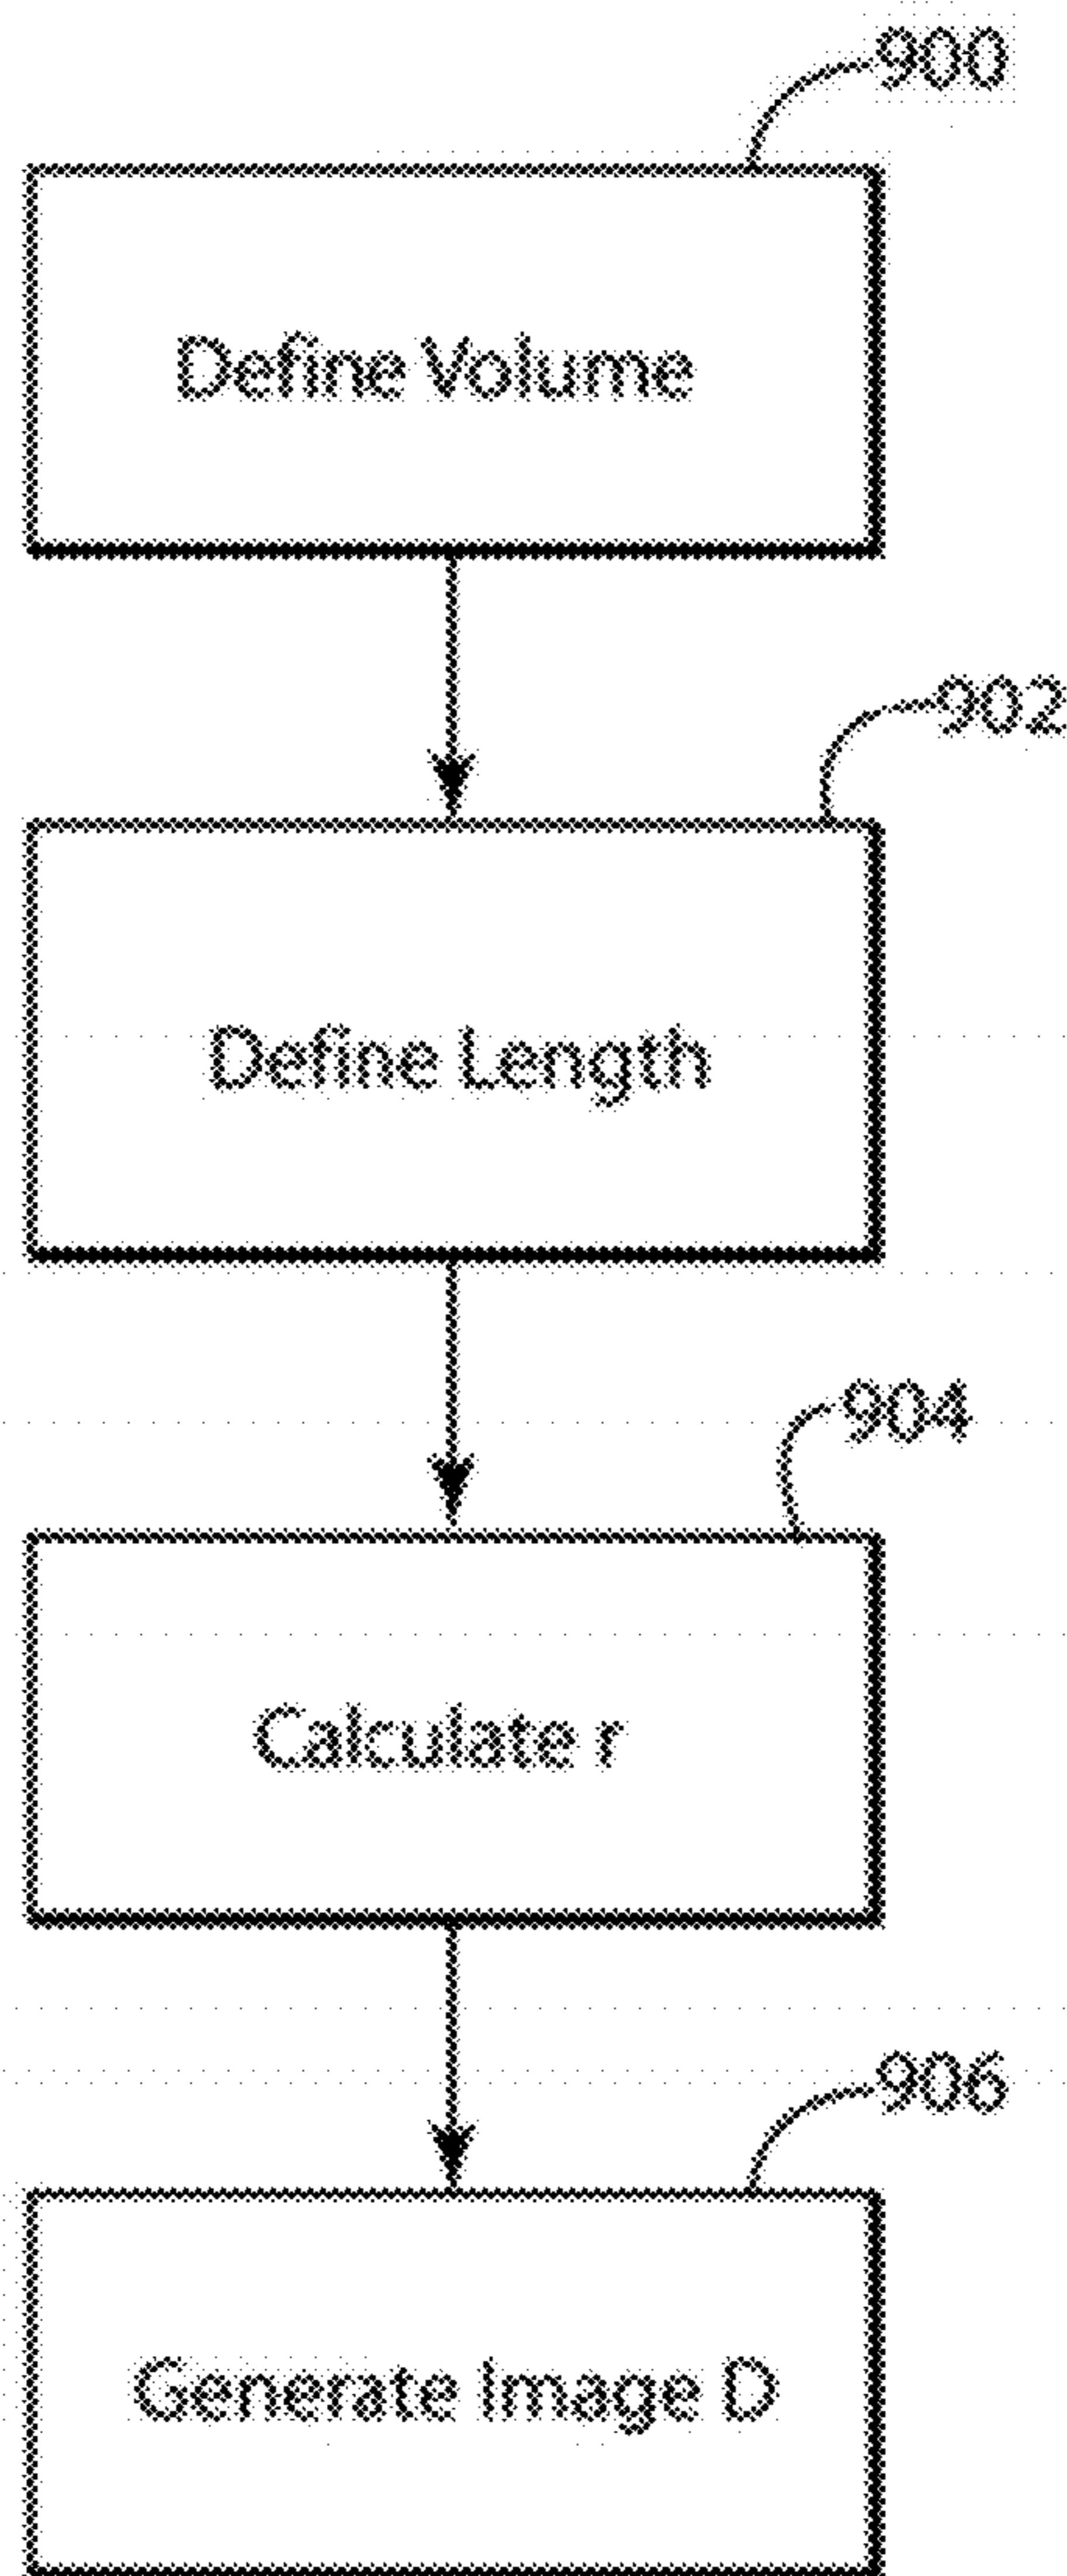 900
Define Volume
902
Define Length
904
Calculate r
906
Generate Image D